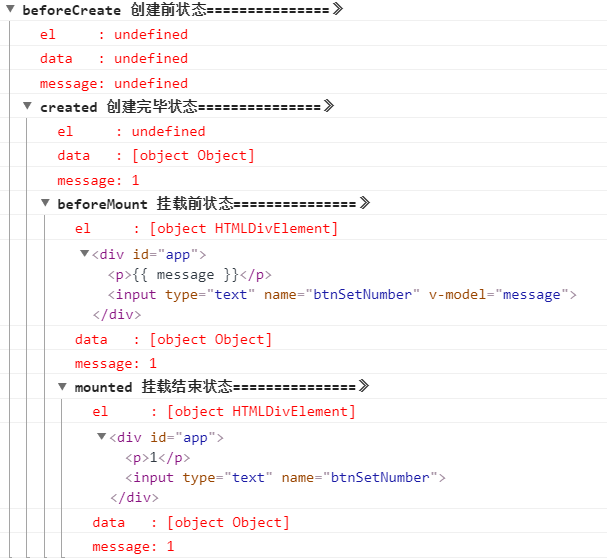 ▼ beforeCreate 创建前状态===============》
el     : undefined
data   : undefined
message: undefined
▼ created 创建完毕状态===============》
el     : undefined
data   : [object Object]
message: 1
▼ beforeMount 挂载前状态===============》
el     : [object HTMLDivElement]
▼<div id="app">
<p>{{ message }}</p>
<input type="text" name="btnSetNumber" v-model="message">
</div>
data   : [object Object]
message: 1
▼ mounted 挂载结束状态===============》
el     : [object HTMLDivElement]
▼<div id="app">
<p>1</p>
<input type="text" name="btnSetNumber">
</div>
data   : [object Object]
message: 1